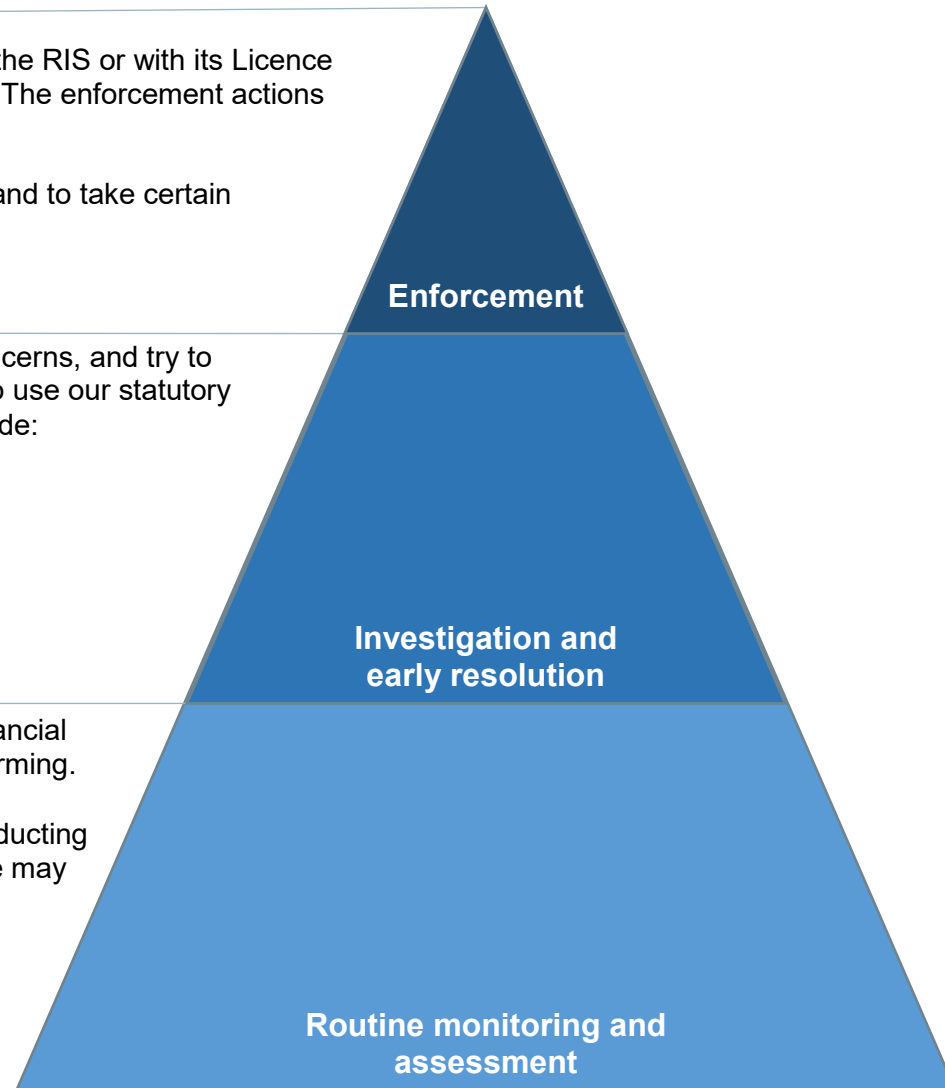 the RIS or with its Licence
The enforcement actions
and to take certain
Enforcement
cerns, and try to
use our statutory
de:
Investigation and
early resolution
ancial
rming.
ducting
may
Routine monitoring and
assessment